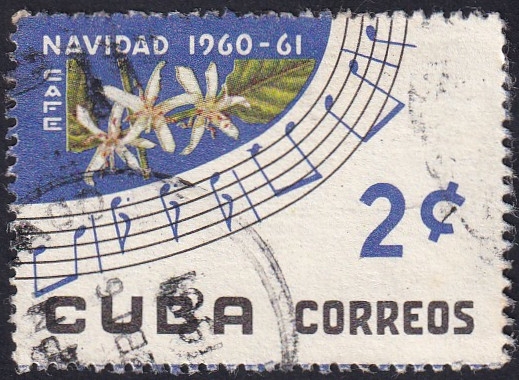 NAVIDAD 1960-61
CAFE
2¢
CUBA CORREOS